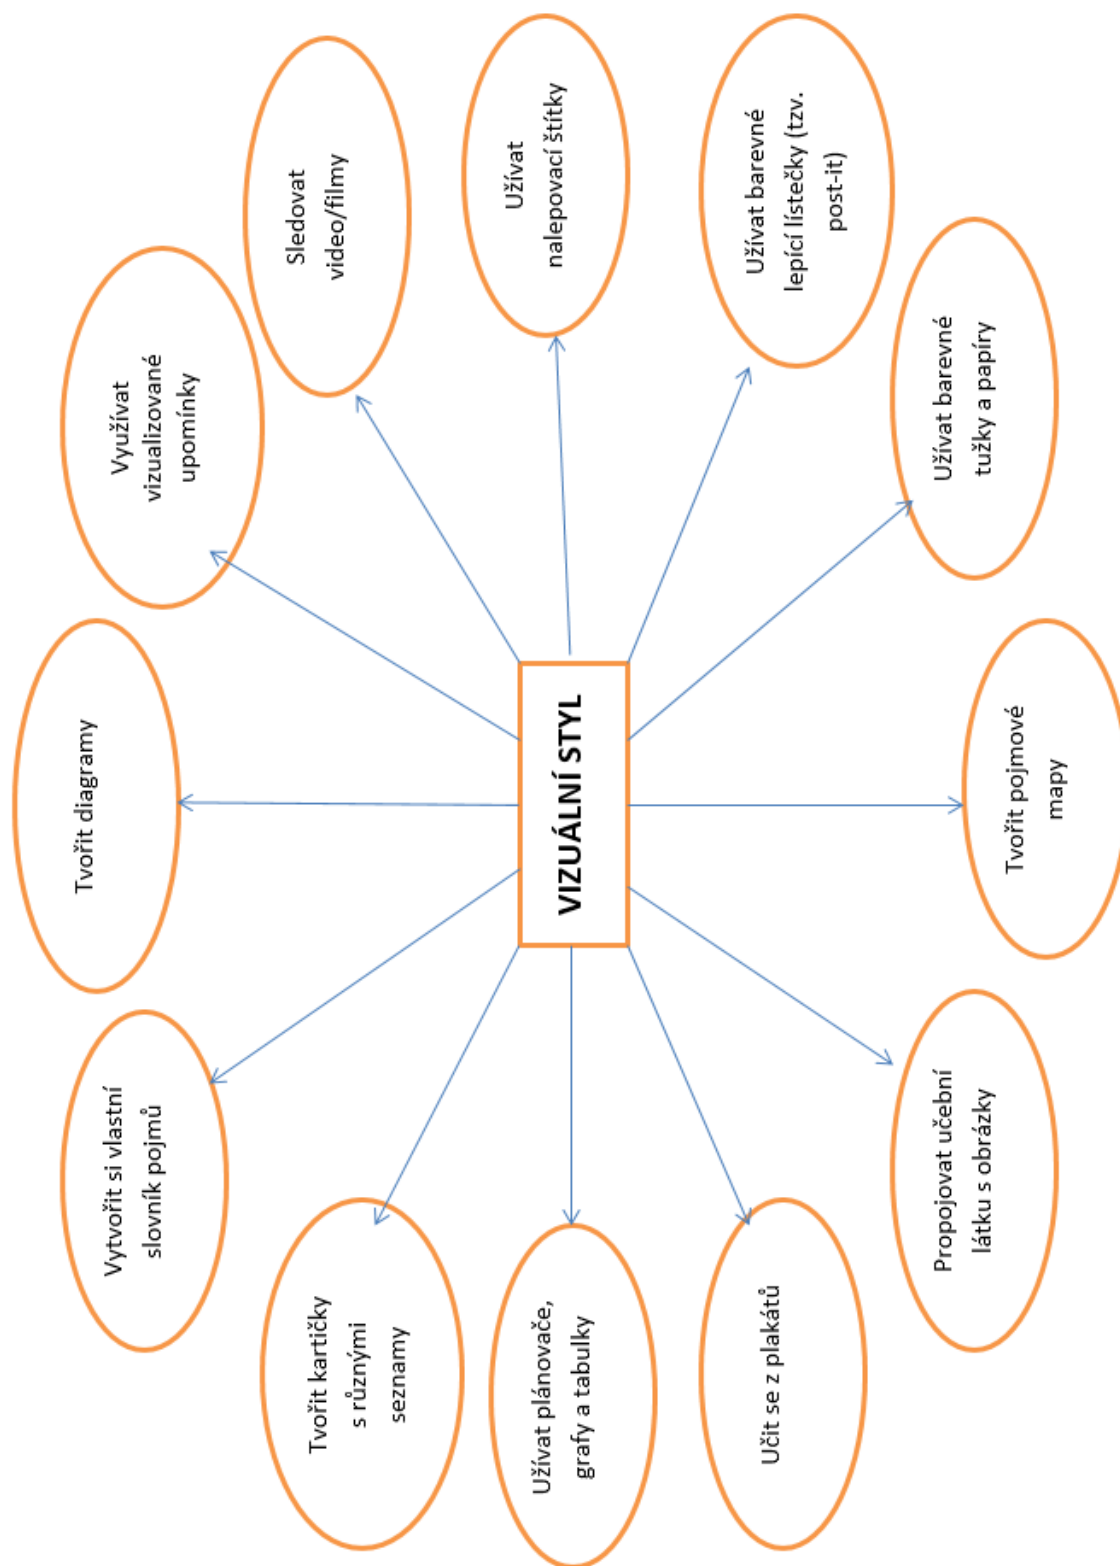 VIZUÁLNÍ STYL
Tvořit diagramy
Využívat
vizualizované
upomínky
Sledovat
video/filmy
Užívat
nalepovací štítky
Užívat barevné
lepící lístečky (tzv.
post-it)
Užívat barevné
tužky a papíry
Tvořit pojmové
mapy
Propojovat učební
látku s obrázky
Učit se z plakátů
Užívat plánovače,
grafy a tabulky
Tvořit kartičky
s různými
seznamy
Vytvořit si vlastní
slovník pojmů